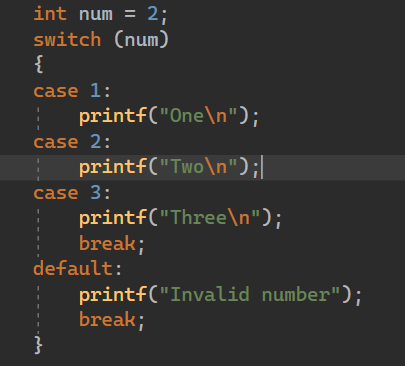 int num = 2;
switch (num)
{
case 1:
    printf("One\n");
case 2:
    printf("Two\n");
case 3:
    printf("Three\n");
    break;
default:
    printf("Invalid number");
    break;
}